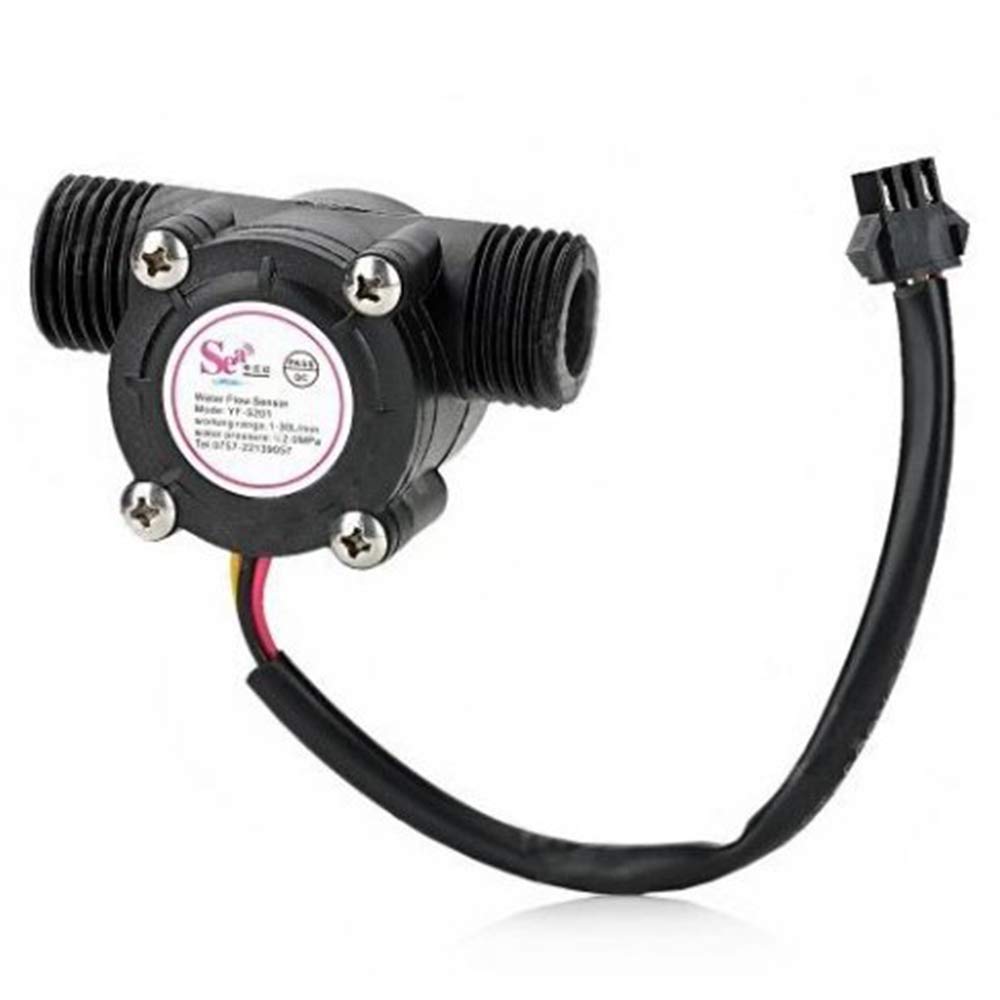 Sea
PASS
QC
Water Flow Sensor
Mode: YF-S201
working range: 1-30L/min
water pressure: ≤2.0MPa
Tel:0757-22139057